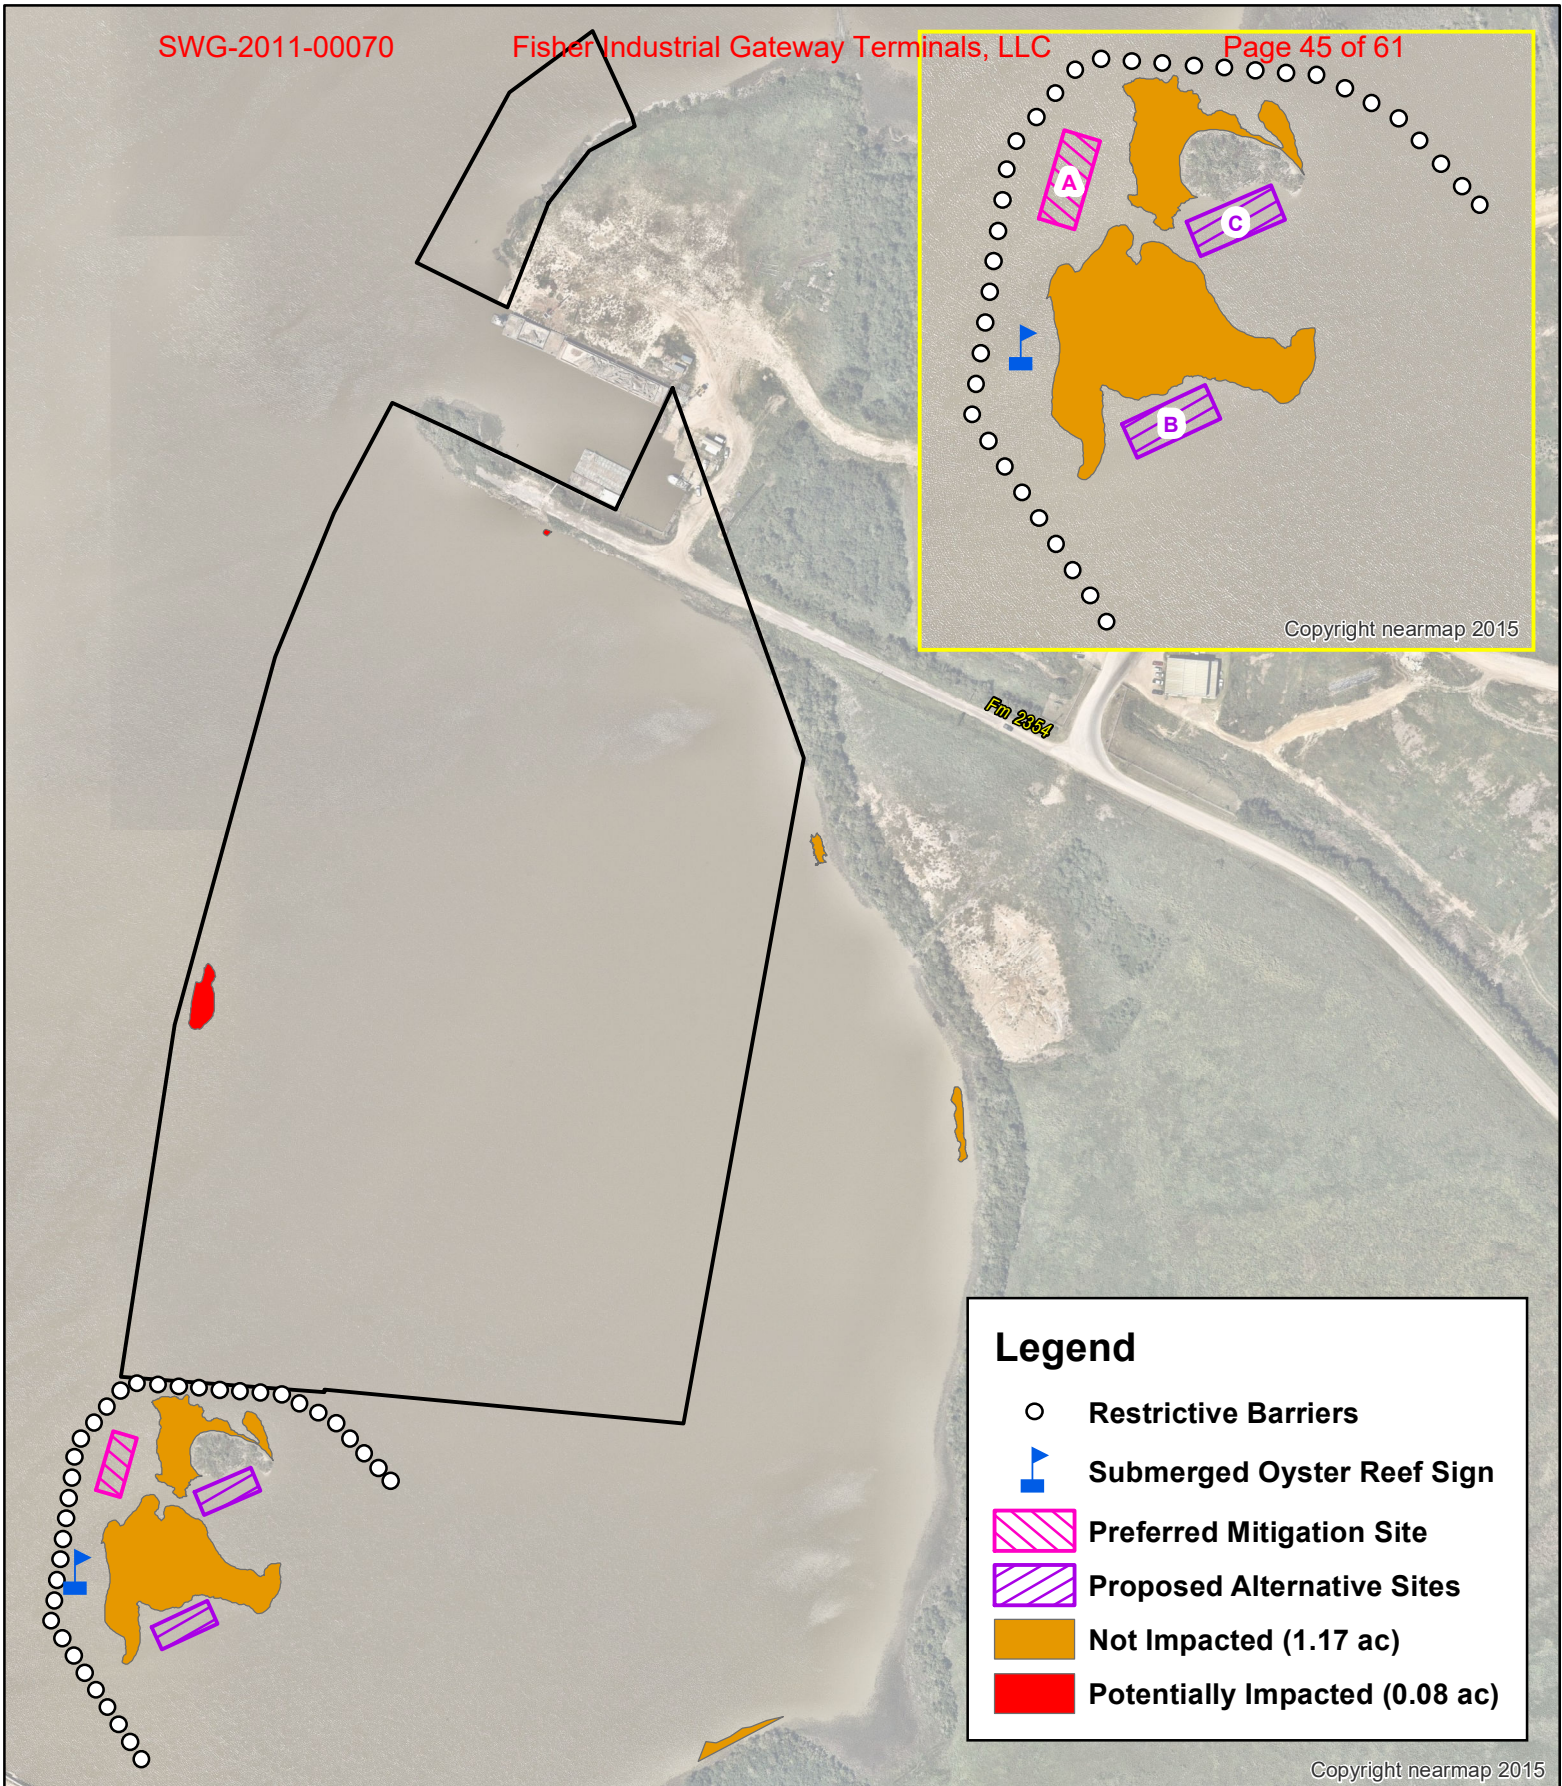 SWG-2011-00070 Fisher Industrial Gateway Terminals, LLC Page 45 of 61
A
C
B
Copyright nearmap 2015
Fm 2354
Legend
Restrictive Barriers
Submerged Oyster Reef Sign
Preferred Mitigation Site
Proposed Alternative Sites
Not Impacted (1.17 ac)
Potentially Impacted (0.08 ac)
Copyright nearmap 2015